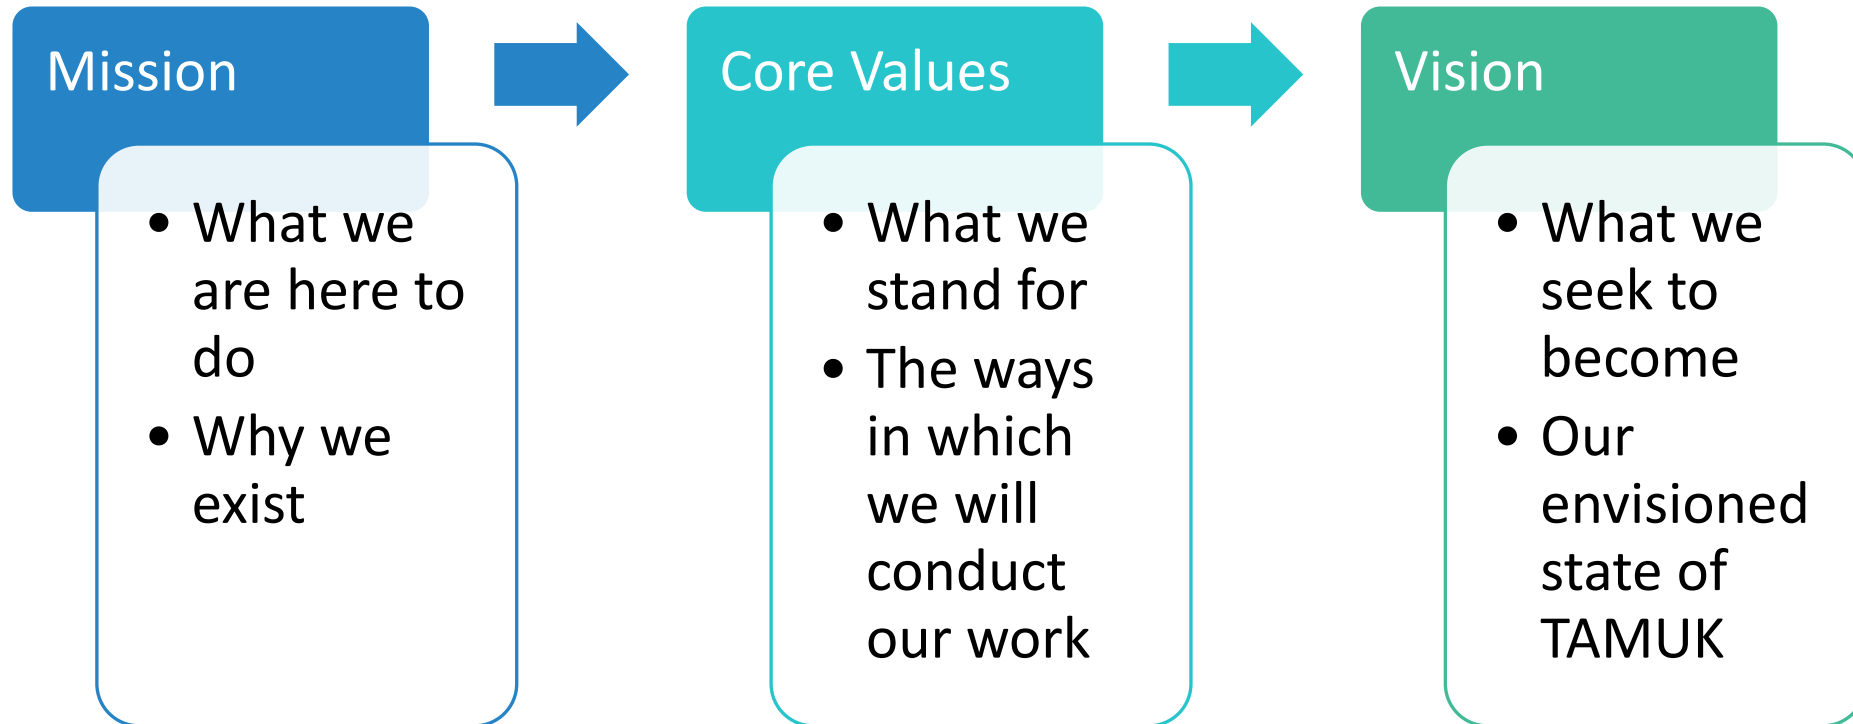 Mission
• What we
are here to
do
• Why we
exist
Core Values
• What we
stand for
• The ways
in which
we will
conduct
our work
Vision
• What we
seek to
become
• Our
envisioned
state of
TAMUK